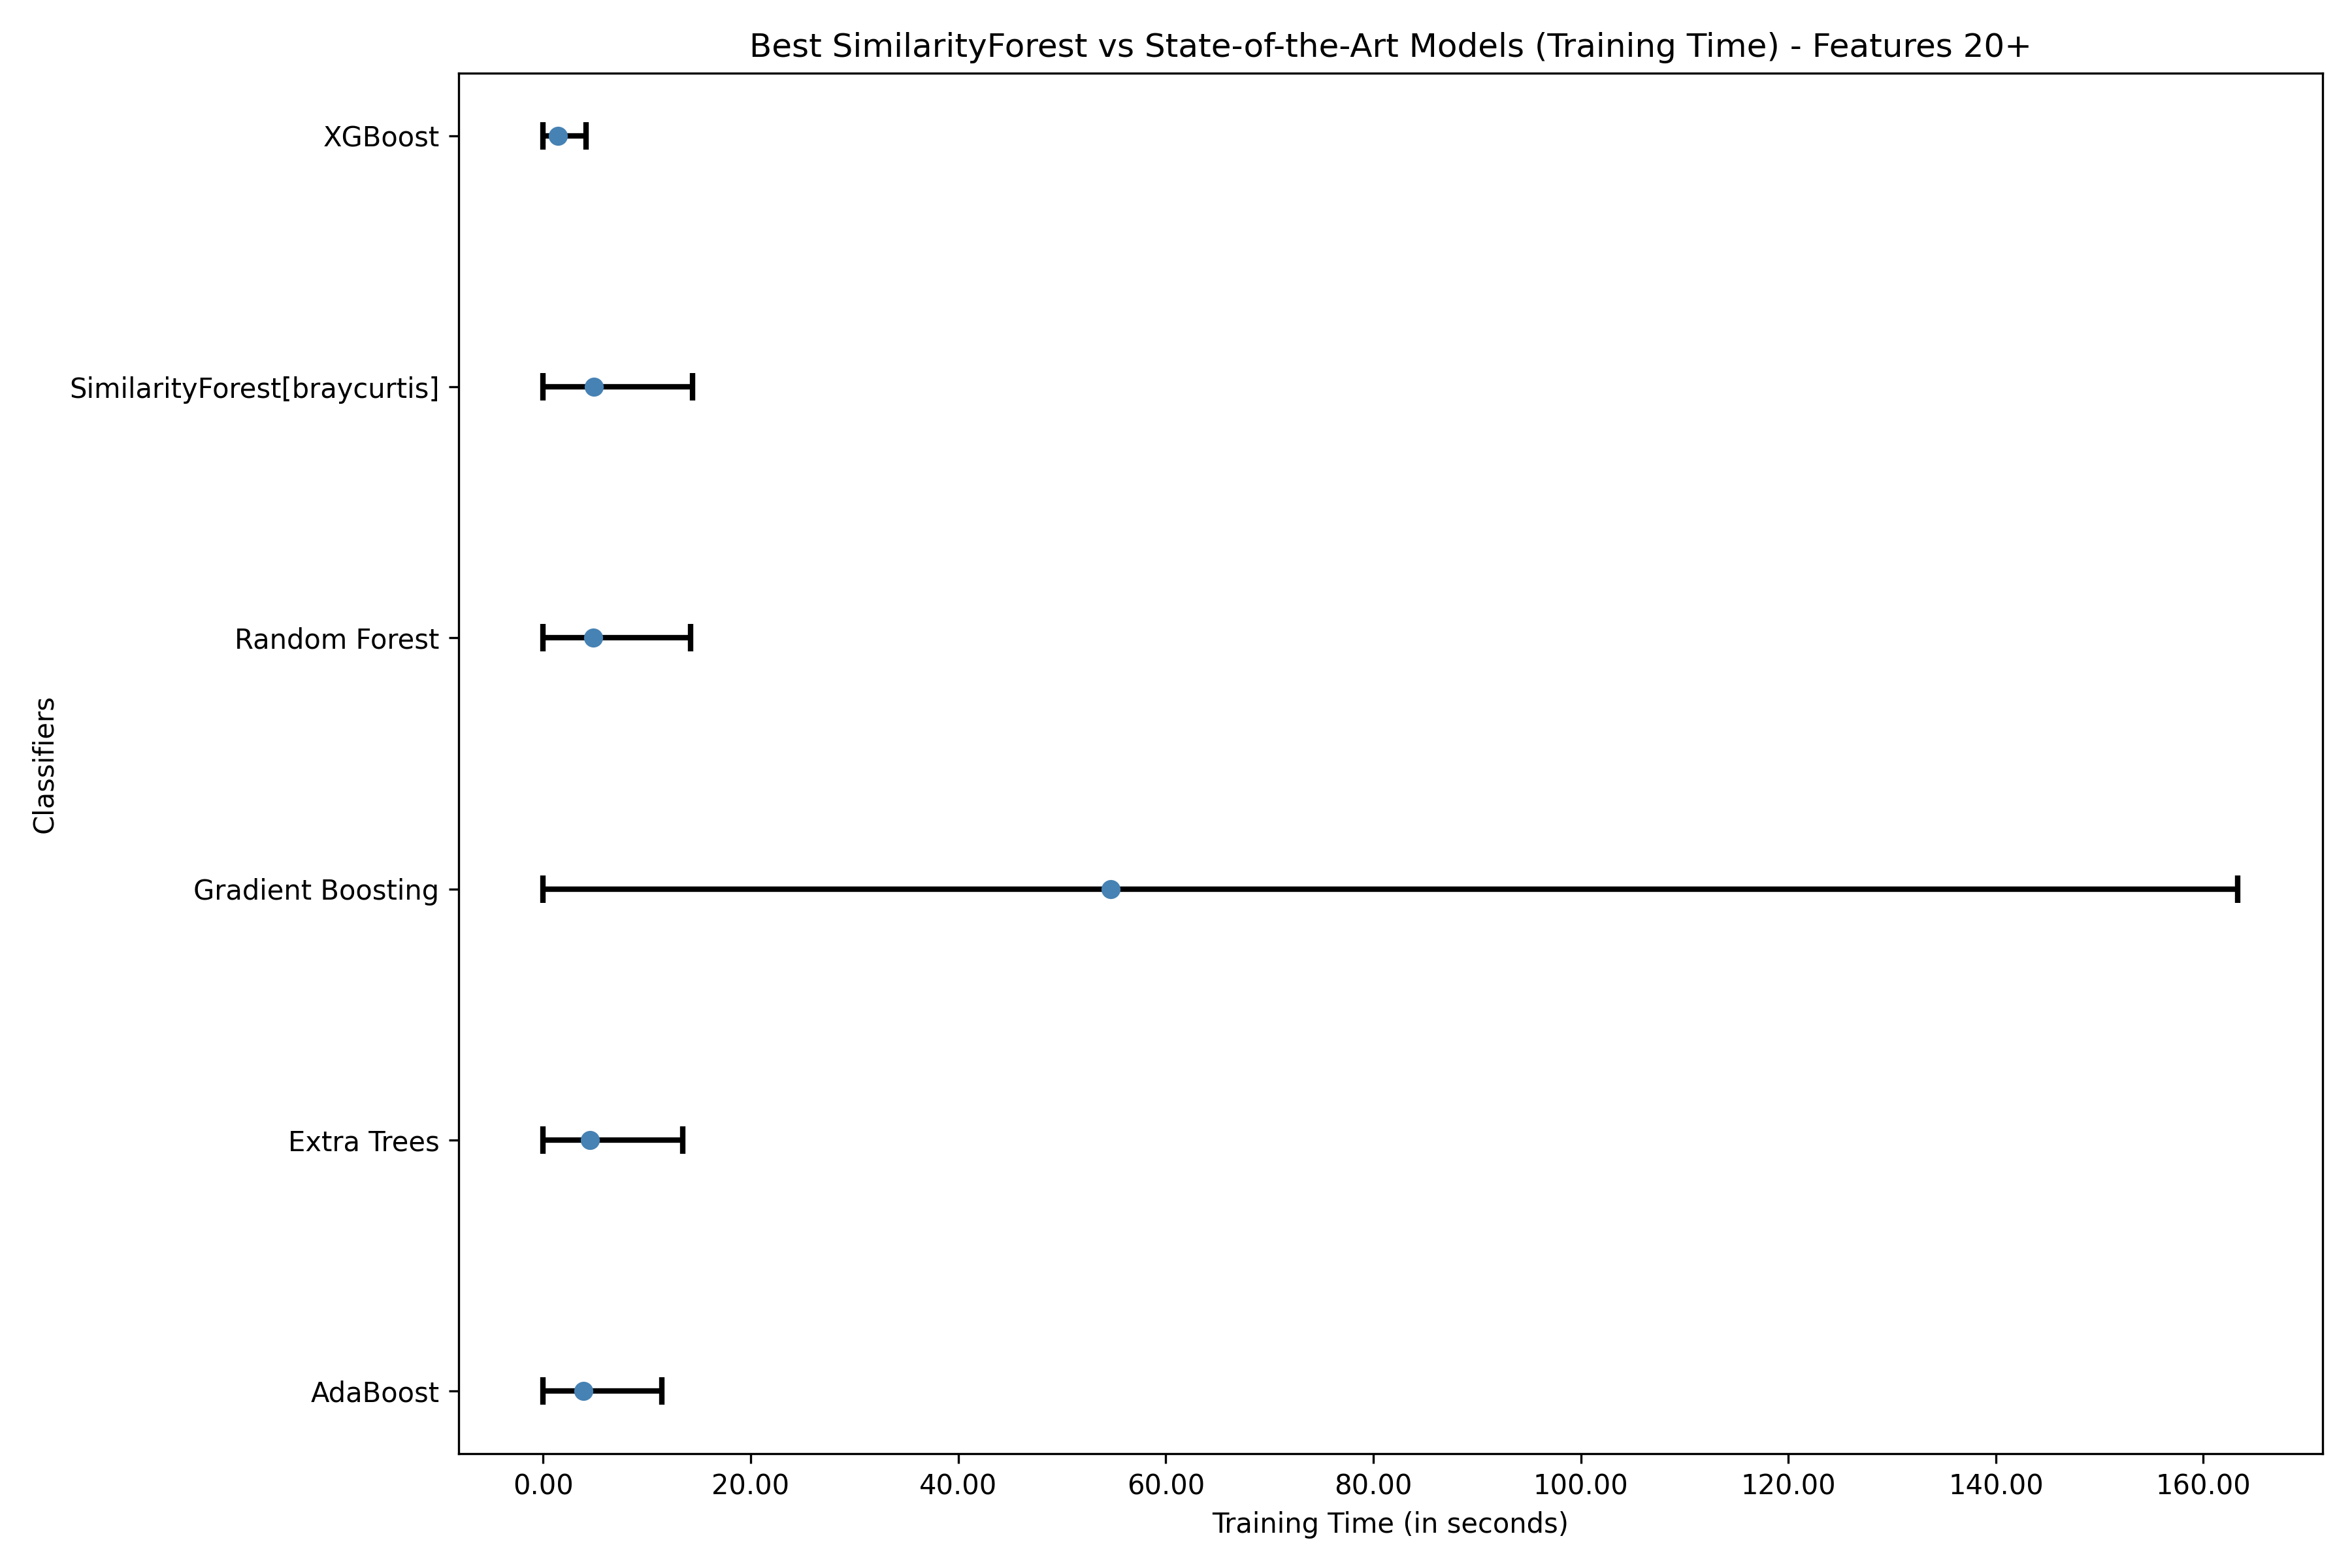 Best SimilarityForest vs State-of-the-Art Models (Training Time) - Features 20+
XGBoost
SimilarityForest[braycurtis]
Random Forest
Gradient Boosting
Extra Trees
AdaBoost
Classifiers
0.00 20.00 40.00 60.00 80.00 100.00 120.00 140.00 160.00
Training Time (in seconds)